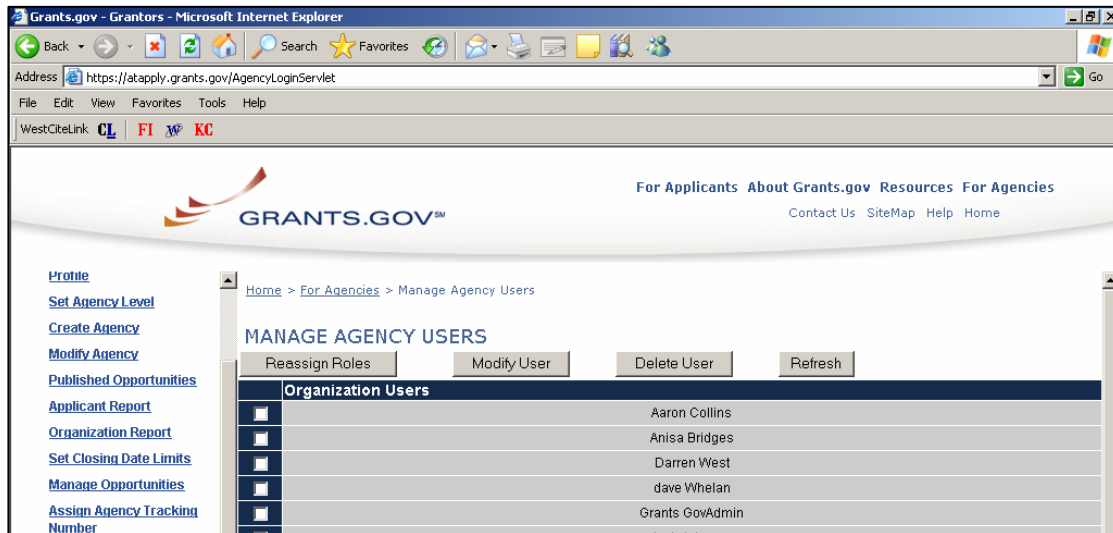 Grants.gov - Grantors - Microsoft Internet Explorer
Back Search Favorites
Address https://atapply.grants.gov/AgencyLoginServlet Go
File Edit View Favorites Tools Help
WestCiteLink CL FI W KC
For Applicants About Grants.gov Resources For Agencies
GRANTS.GOV℠
Contact Us SiteMap Help Home
Profile
Set Agency Level
Create Agency
Modify Agency
Published Opportunities
Applicant Report
Organization Report
Set Closing Date Limits
Manage Opportunities
Assign Agency Tracking
Number
Home > For Agencies > Manage Agency Users
MANAGE AGENCY USERS
Reassign Roles Modify User Delete User Refresh
Organization Users
Aaron Collins
Anisa Bridges
Darren West
dave Whelan
Grants GovAdmin